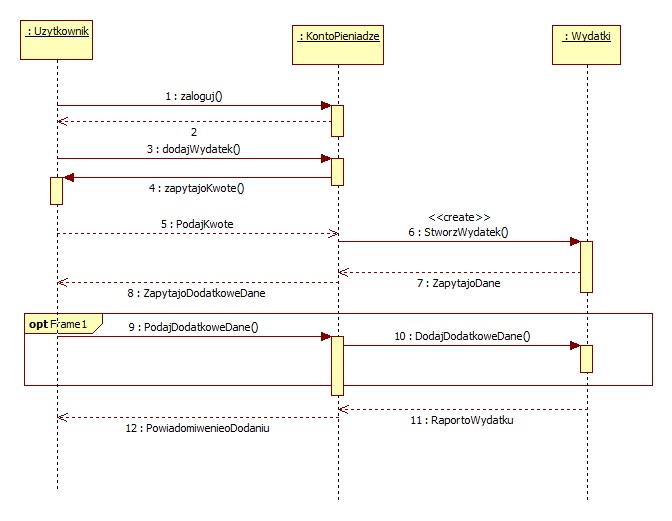 : Uzytkownik
: KontoPieniadze
: Wydatki
1 : zaloguj()
2
3 : dodajWydatek()
4 : zapytajoKwote()
5 : PodajKwote
<<create>>
6 : StworzWydatek()
7 : ZapytajoDane
8 : ZapytajoDodatkoweDane
opt Frame1
9 : PodajDodatkoweDane()
10 : DodajDodatkoweDane()
11 : RaportoWydatku
12 : PowiadomiwenieoDodaniu